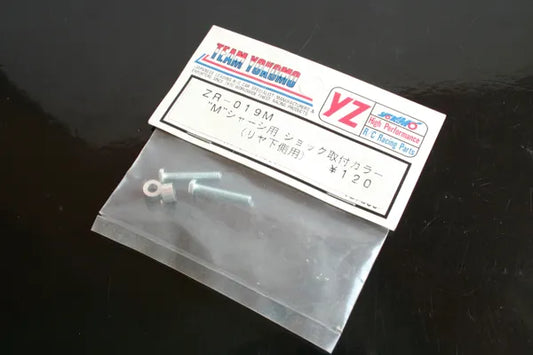 TEAM YOKOMO
YZ
YOKOMO
High Performance
R/C Racing Parts
ZR-019M
"M"シャーシ用 ショック取付カラー
(リヤ下側用)
¥120